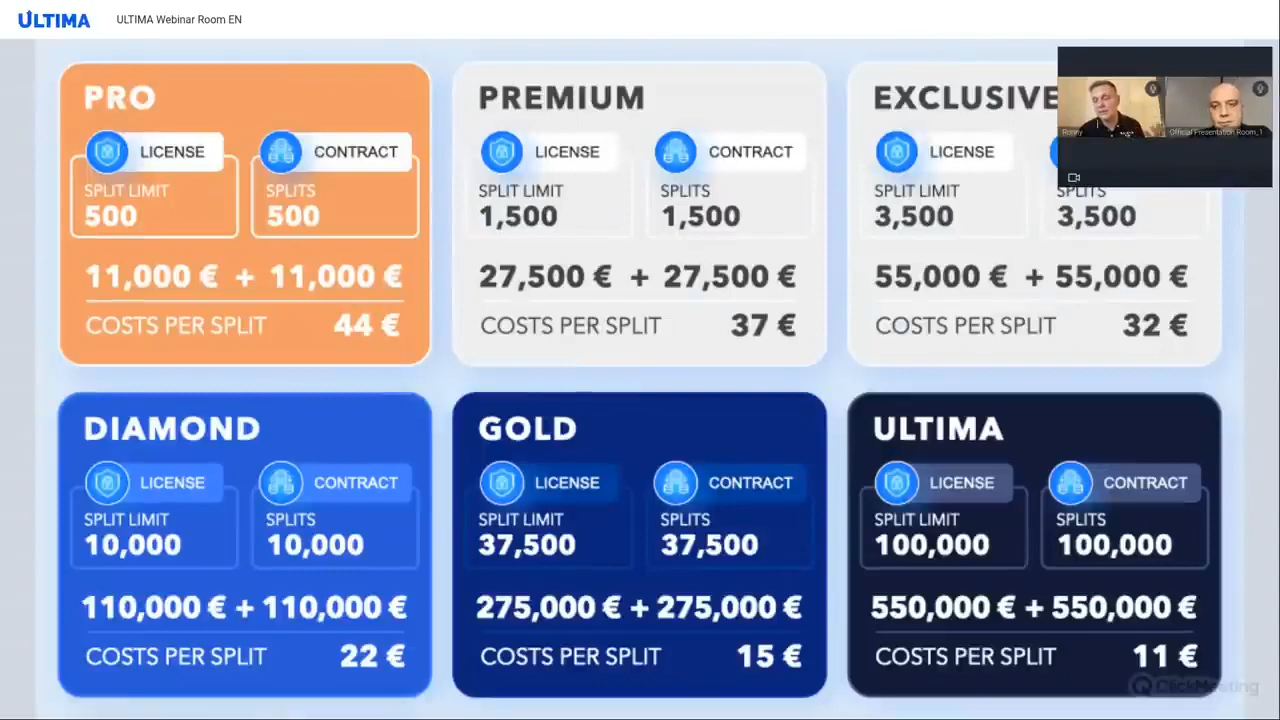 ULTIMA ULTIMA Webinar Room EN
PRO
LICENSE CONTRACT
SPLIT LIMIT SPLITS
500 500
11,000 € + 11,000 €
COSTS PER SPLIT 44 €
PREMIUM
LICENSE CONTRACT
SPLIT LIMIT SPLITS
1,500 1,500
27,500 € + 27,500 €
COSTS PER SPLIT 37 €
EXCLUSIVE
LICENSE
SPLIT LIMIT SPLITS
3,500 3,500
55,000 € + 55,000 €
COSTS PER SPLIT 32 €
Ronny Official Presentation Room_1
DIAMOND
LICENSE CONTRACT
SPLIT LIMIT SPLITS
10,000 10,000
110,000 € + 110,000 €
COSTS PER SPLIT 22 €
GOLD
LICENSE CONTRACT
SPLIT LIMIT SPLITS
37,500 37,500
275,000 € + 275,000 €
COSTS PER SPLIT 15 €
ULTIMA
LICENSE CONTRACT
SPLIT LIMIT SPLITS
100,000 100,000
550,000 € + 550,000 €
COSTS PER SPLIT 11 €
ClickMeeting